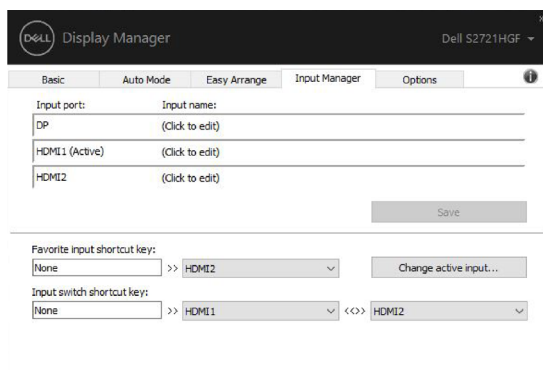 DELL Display Manager Dell S2721HGF
Basic Auto Mode Easy Arrange Input Manager Options
Input port: Input name:
DP (Click to edit)
HDMI1 (Active) (Click to edit)
HDMI2 (Click to edit)
Save
Favorite input shortcut key:
None >> HDMI2 Change active input...
Input switch shortcut key:
None >> HDMI1 <<>> HDMI2